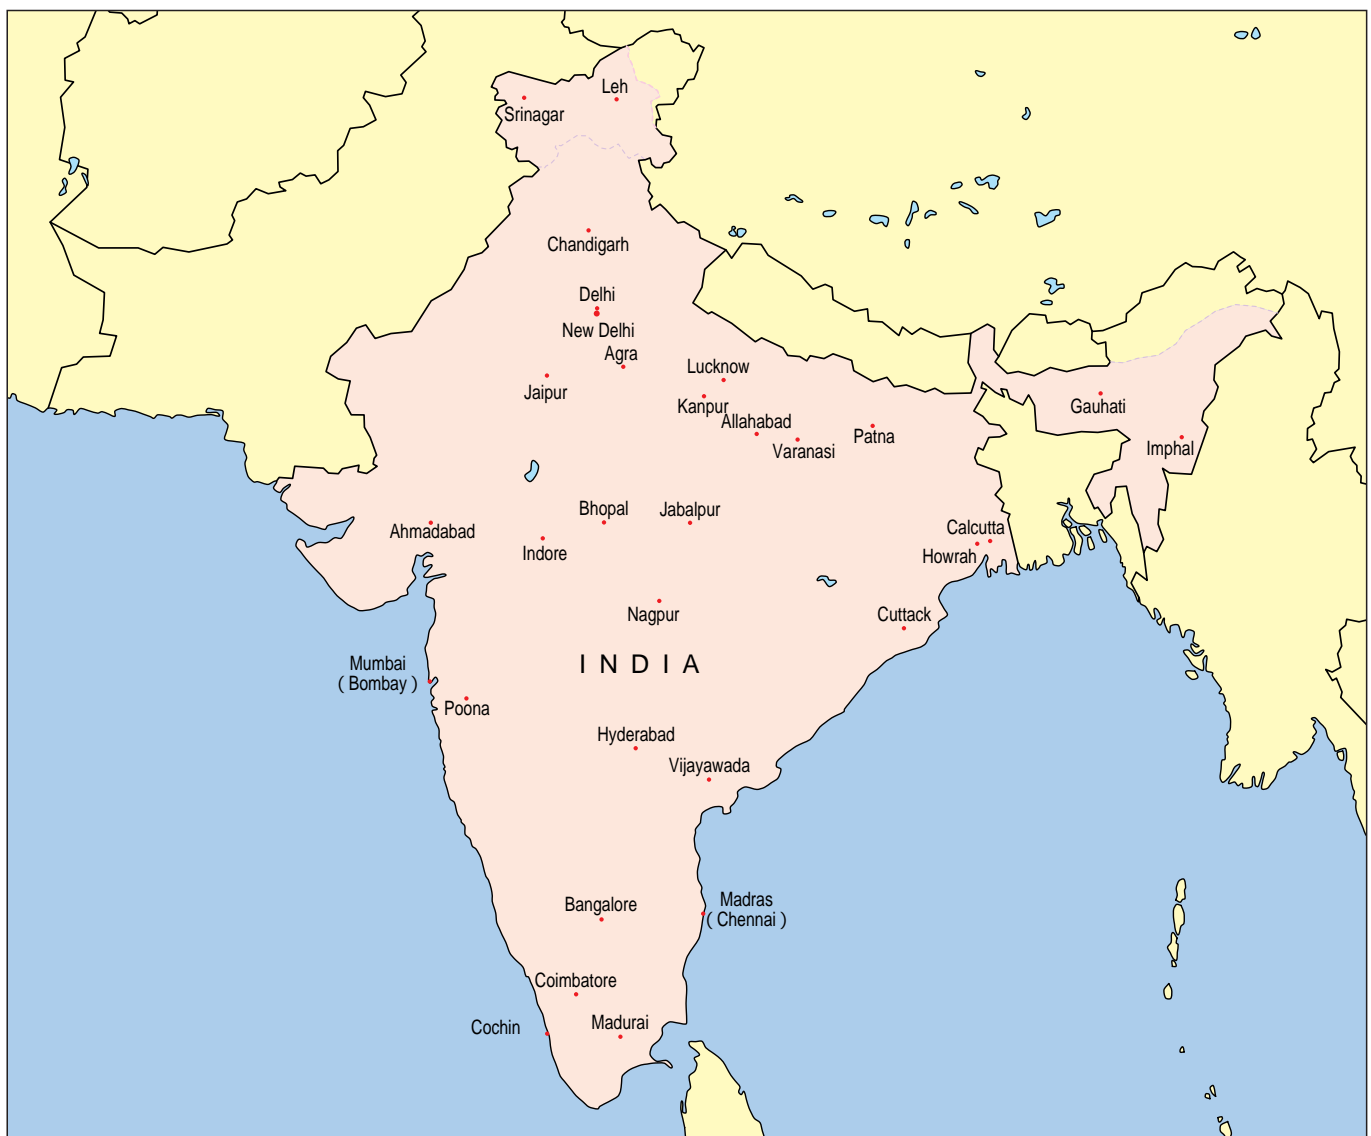 Leh
Srinagar
Chandigarh
Delhi
New Delhi
Agra
Lucknow
Jaipur
Kanpur
Gauhati
Allahabad
Patna
Varanasi
Imphal
Bhopal
Jabalpur
Ahmadabad
Calcutta
Indore
Howrah
Nagpur
Cuttack
INDIA
Mumbai
( Bombay )
Poona
Hyderabad
Vijayawada
Bangalore
Madras
( Chennai )
Coimbatore
Madurai
Cochin